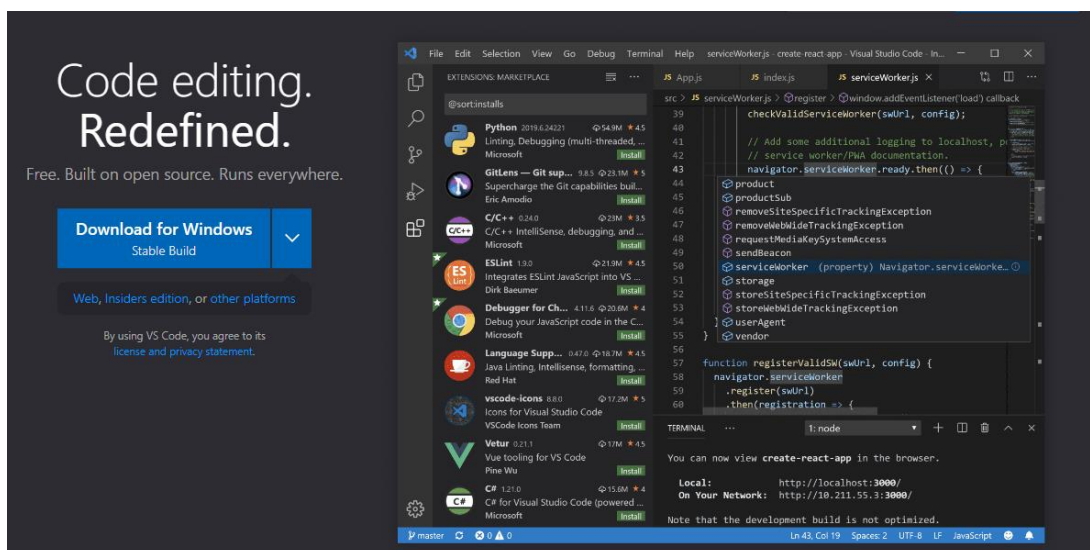 Code editing.
Redefined.
Free. Built on open source. Runs everywhere.
Download for Windows
Stable Build
Web, Insiders edition, or other platforms
By using VS Code, you agree to its
license and privacy statement.
File Edit Selection View Go Debug Terminal Help serviceWorker.js - create-react-app - Visual Studio Code - In...
EXTENSIONS: MARKETPLACE
@sort:installs
Python 2019.6.24221 54.9M ★ 4.5
Linting, Debugging (multi-threaded, ...
Microsoft Install
GitLens — Git sup... 9.8.5 23.1M ★ 5
Supercharge the Git capabilities buil...
Eric Amodio Install
C/C++ C/C++ 0.24.0 23M ★ 3.5
C/C++ IntelliSense, debugging, and ...
Microsoft Install
ES Lint ESLint 1.9.0 21.9M ★ 4.5
Integrates ESLint JavaScript into VS ...
Dirk Baeumer Install
Debugger for Ch... 4.11.6 20.6M ★ 4
Debug your JavaScript code in the C...
Microsoft Install
Language Supp... 0.47.0 18.7M ★ 4.5
Java Linting, Intellisense, formatting, ...
Red Hat Install
vscode-icons 8.8.0 17.2M ★ 5
Icons for Visual Studio Code
VSCode Icons Team Install
Vetur 0.21.1 17M ★ 4.5
Vue tooling for VS Code
Pine Wu Install
C# C# 1.21.0 15.6M ★ 4
C# for Visual Studio Code (powered ...
Microsoft Install
JS App.js JS index.js JS serviceWorker.js ×
src > JS serviceWorker.js > register > window.addEventListener('load') callback
39 checkValidServiceWorker(swUrl, config);
40
41 // Add some additional logging to localhost,
42 // service worker/PWA documentation.
43 navigator.serviceWorker.ready.then(() => {
44 product
45 productSub
46 removeSiteSpecificTrackingException
47 removeWebWideTrackingException
48 requestMediaKeySystemAccess
49 sendBeacon
50 serviceWorker (property) Navigator.serviceWorke...
51 storage
52 storeSiteSpecificTrackingException
53 storeWebWideTrackingException
54 } userAgent
55 } vendor
56
57 function registerValidSW(swUrl, config) {
58 navigator.serviceWorker
59 .register(swUrl)
60 .then(registration => {
TERMINAL ... 1: node
You can now view create-react-app in the browser.
Local: http://localhost:3000/
On Your Network: http://10.211.55.3:3000/
Note that the development build is not optimized.
master 0 0 Ln 43, Col 19 Spaces: 2 UTF-8 LF JavaScript